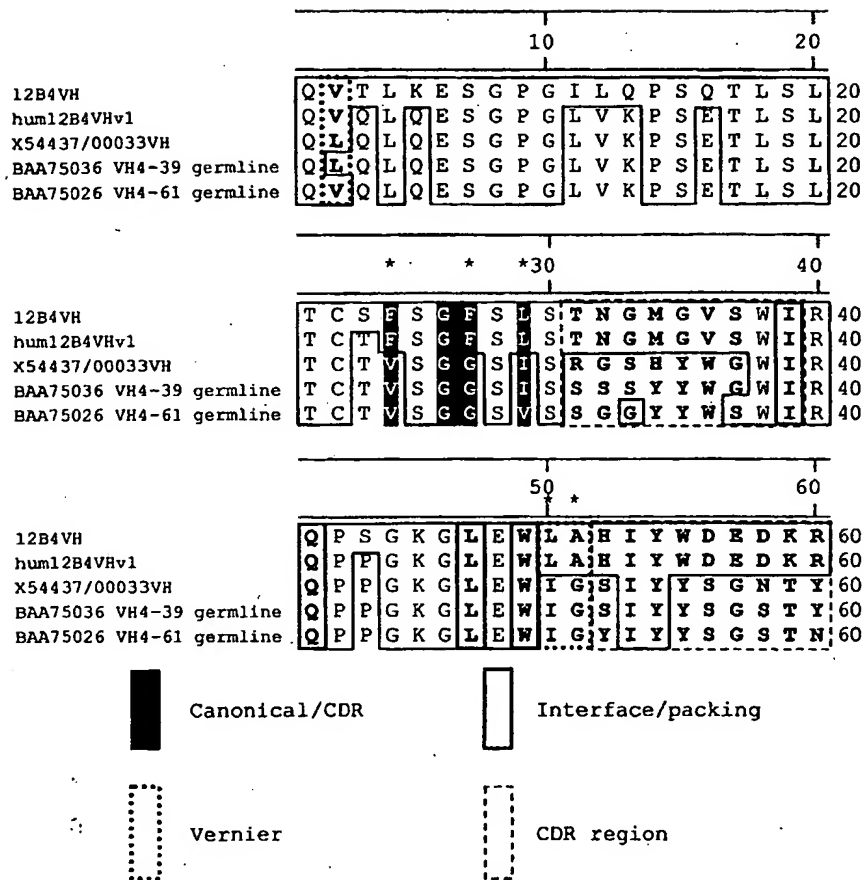 10 20
12B4VH Q V T L K E S G P G I L Q P S Q T L S L 20
hum12B4VHv1 Q V Q L Q E S G P G L V K P S E T L S L 20
X54437/00033VH Q L Q L Q E S G P G L V K P S E T L S L 20
BAA75036 VH4-39 germline Q L Q L Q E S G P G L V K P S E T L S L 20
BAA75026 VH4-61 germline Q V Q L Q E S G P G L V K P S E T L S L 20
* * * 30 40
12B4VH T C S F S G F S L S T N G M G V S W I R 40
hum12B4VHv1 T C T F S G F S L S T N G M G V S W I R 40
X54437/00033VH T C T V S G G S I S R G S H Y W G W I R 40
BAA75036 VH4-39 germline T C T V S G G S I S S S S Y Y W G W I R 40
BAA75026 VH4-61 germline T C T V S G G S V S S G G Y Y W S W I R 40
50 60
* *
12B4VH Q P S G K G L E W L A H I Y W D E D K R 60
hum12B4VHv1 Q P P G K G L E W L A H I Y W D E D K R 60
X54437/00033VH Q P P G K G L E W I G S I Y Y S G N T Y 60
BAA75036 VH4-39 germline Q P P G K G L E W I G S I Y Y S G S T Y 60
BAA75026 VH4-61 germline Q P P G K G L E W I G Y I Y Y S G S T N 60
Canonical/CDR Interface/packing
Vernier CDR region